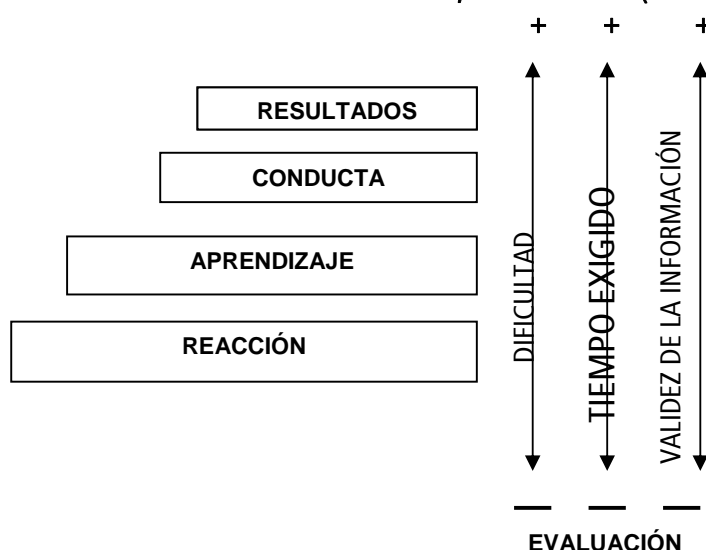 + + +
RESULTADOS
CONDUCTA
APRENDIZAJE
REACCIÓN
DIFICULTAD
TIEMPO EXIGIDO
VALIDEZ DE LA INFORMACIÓN
— — —
EVALUACIÓN